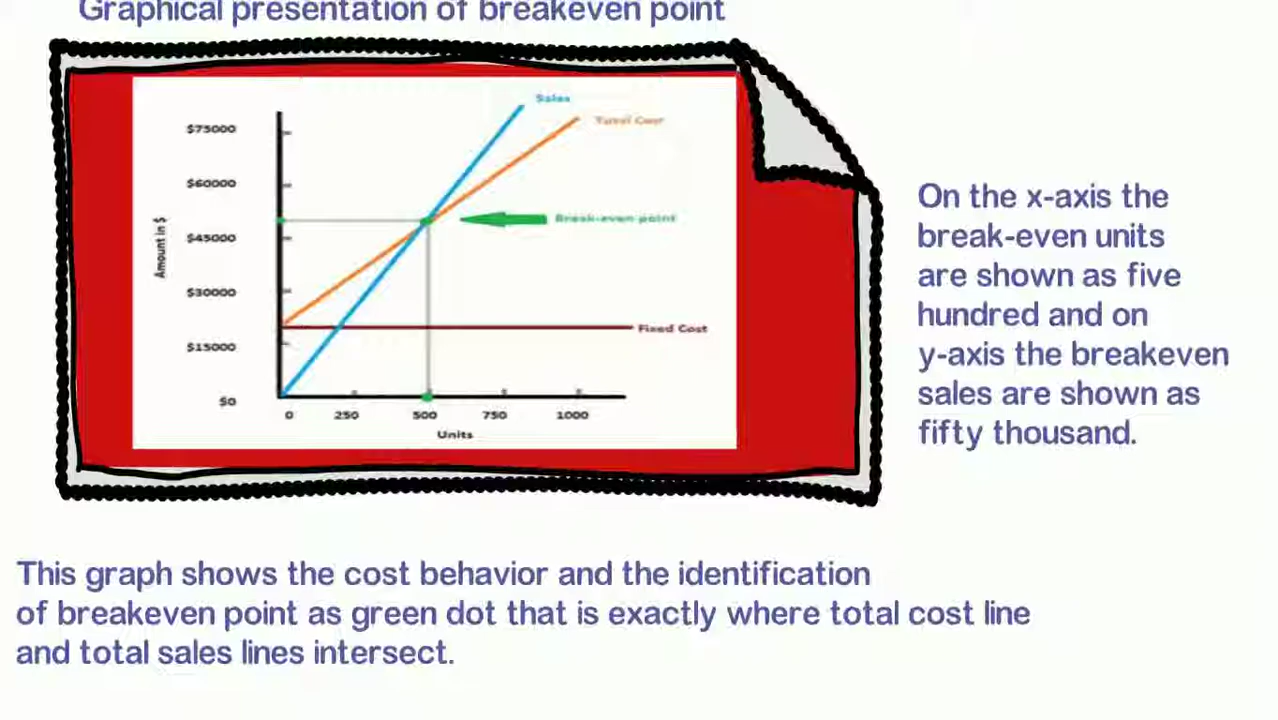 Graphical presentation of breakeven point
Sales
Total Cost
$75000
$60000
Break-even point
$45000
Amount in $
$30000
Fixed Cost
$15000
$0
0 250 500 750 1000
Units
On the x-axis the
break-even units
are shown as five
hundred and on
y-axis the breakeven
sales are shown as
fifty thousand.
This graph shows the cost behavior and the identification
of breakeven point as green dot that is exactly where total cost line
and total sales lines intersect.